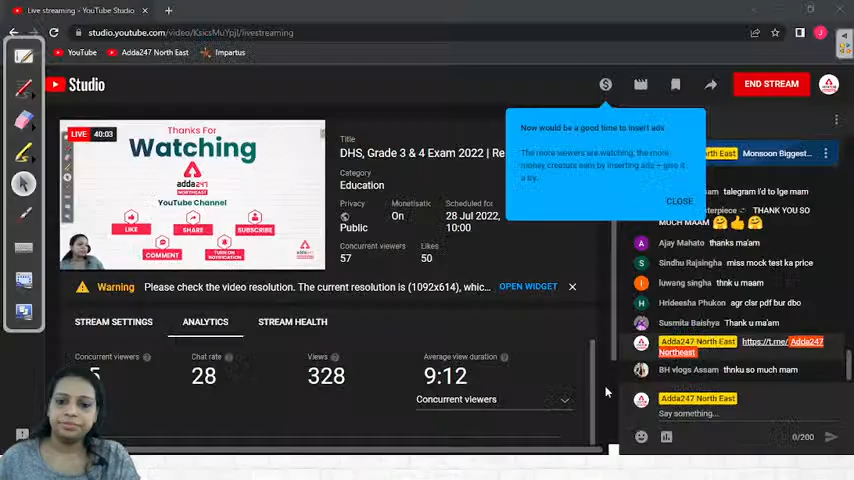 Live streaming - YouTube Studio
studio.youtube.com/video/KsicsMuYpjI/livestreaming
YouTube
Adda247 North East
Impartus
Studio
END STREAM
LIVE 40:03
Thanks For
Watching
adda247
NORTHEAST
YouTube Channel
LIKE
SHARE
SUBSCRIBE
COMMENT
TURN ON
NOTIFICATION
Title
DHS, Grade 3 & 4 Exam 2022 | Re
Category
Education
Privacy
Public
Monetisatic
On
Scheduled for
28 Jul 2022,
10:00
Concurrent viewers
57
Likes
50
Now would be a good time to insert ads
The more viewers are watching, the more
money creators earn by inserting ads – give it
a try.
CLOSE
Warning
Please check the video resolution. The current resolution is (1092x614), whic...
OPEN WIDGET
STREAM SETTINGS
ANALYTICS
STREAM HEALTH
Concurrent viewers
5
Chat rate
28
Views
328
Average view duration
9:12
Concurrent viewers
East
Monsoon Biggest...
talegram I'd to lge mam
sterpiece
THANK YOU SO
MUCH MAAM
Ajay Mahato thanks ma'am
Sindhu Rajsingha miss mock test ka price
luwang singha thnk u maam
Hrideesha Phukon agr clsr pdf bur dbo
Susmita Baishya Thank u ma'am
Adda247 North East https://t.me/Adda247
Northeast
BH vlogs Assam thnku so much mam
Adda247 North East
Say something...
0/200